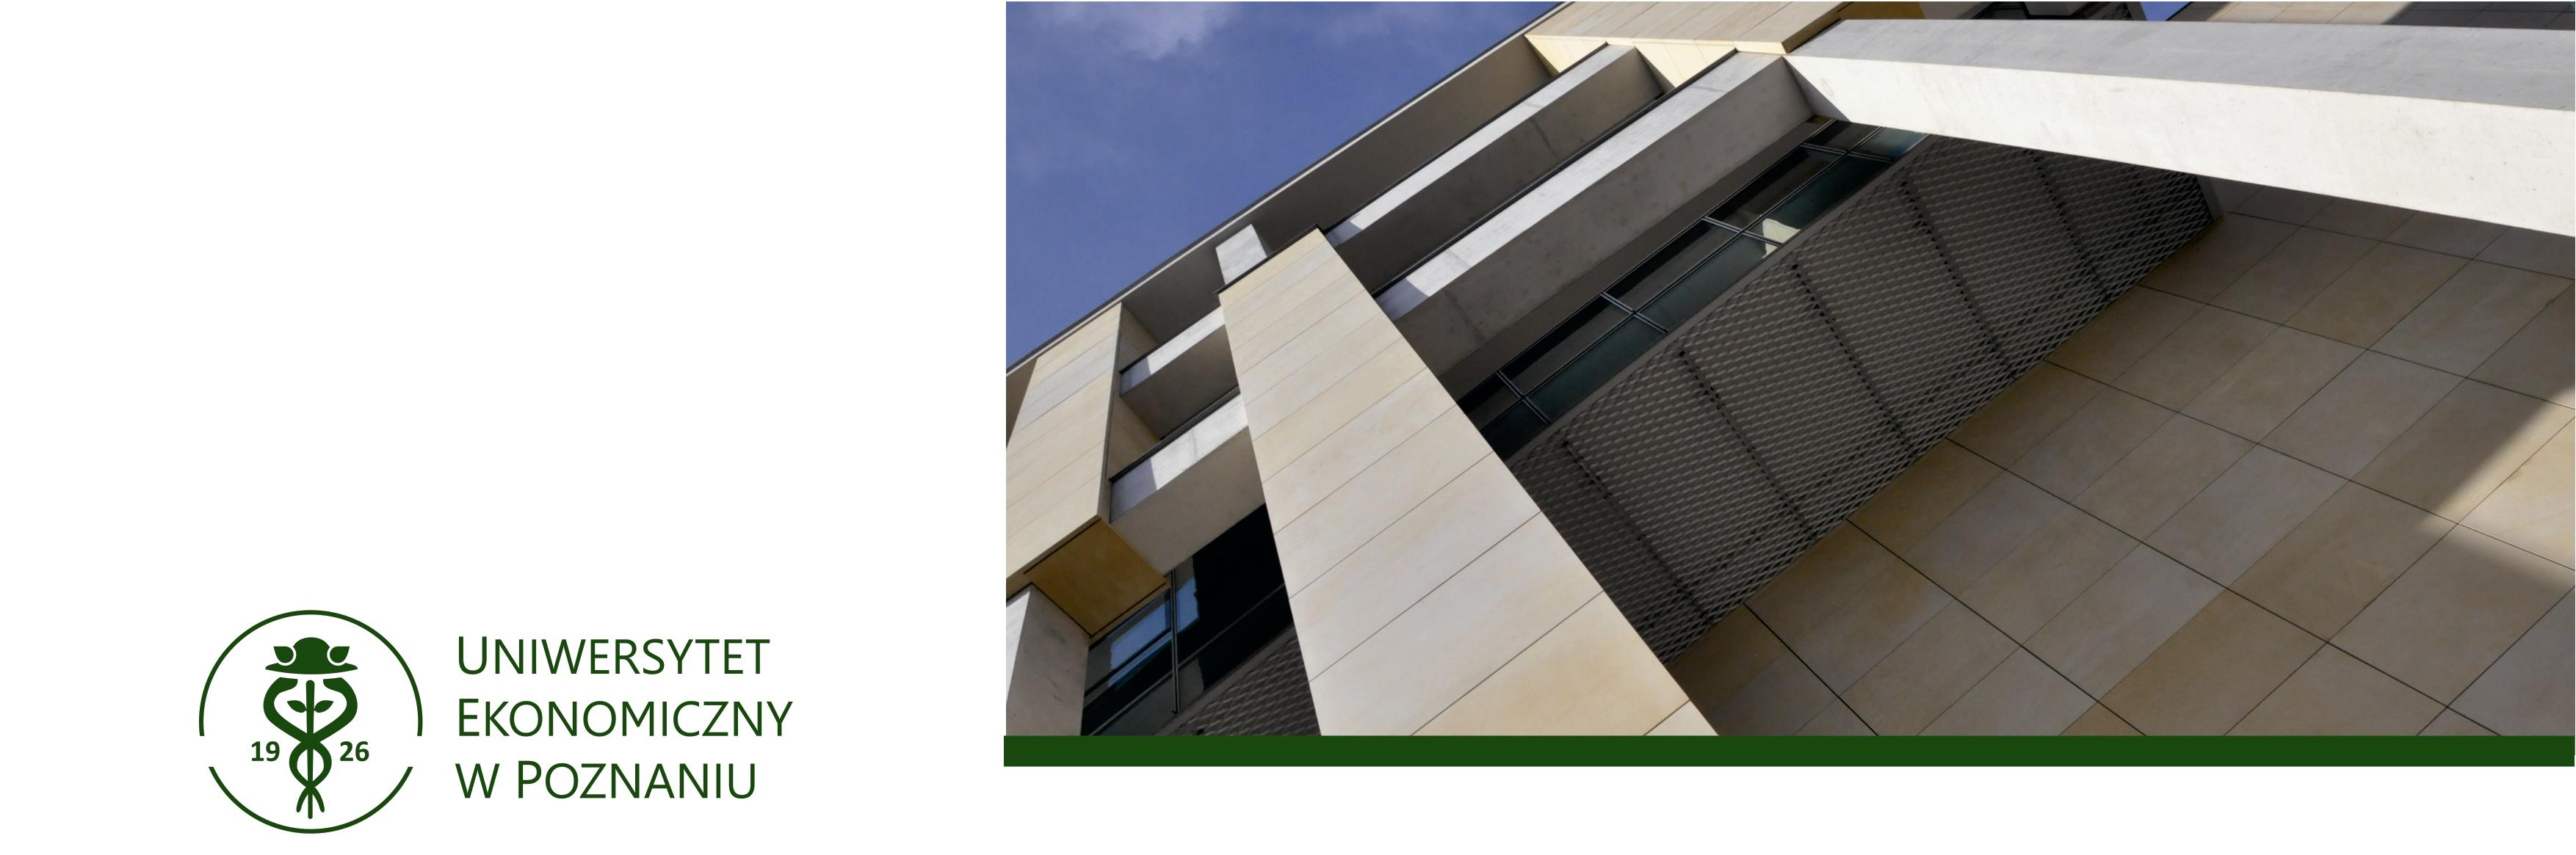 19 26
UNIWERSYTET
EKONOMICZNY
W POZNANIU